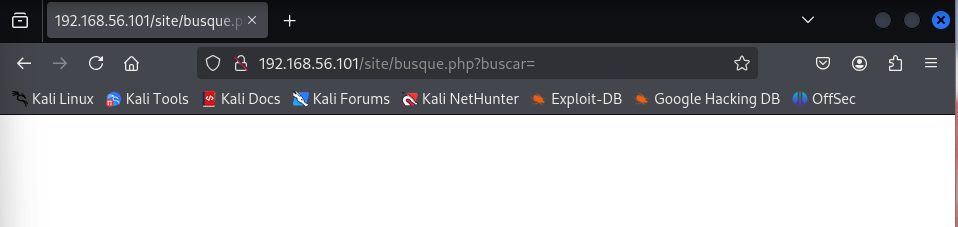 192.168.56.101/site/busque.p
192.168.56.101/site/busque.php?buscar=
Kali Linux Kali Tools Kali Docs Kali Forums Kali NetHunter Exploit-DB Google Hacking DB OffSec